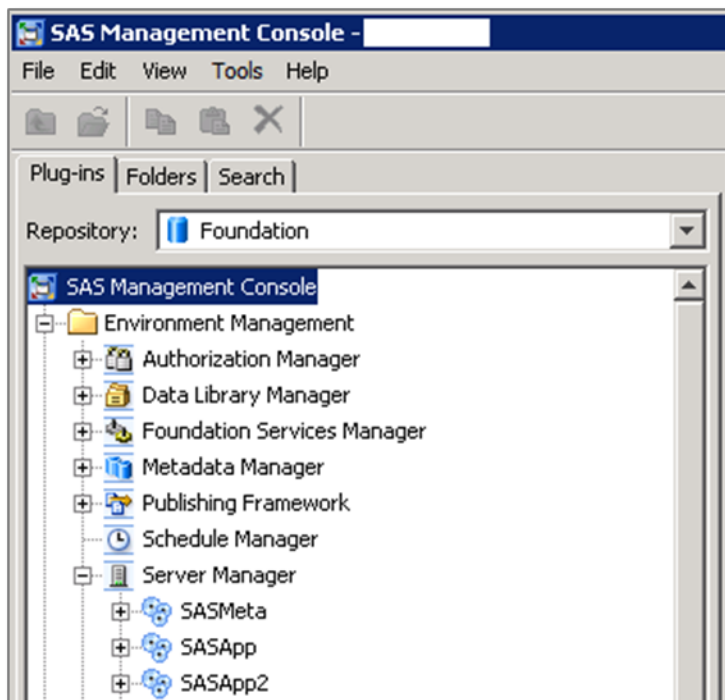 SAS Management Console -
File Edit View Tools Help
Plug-ins Folders Search
Repository: Foundation
SAS Management Console
Environment Management
Authorization Manager
Data Library Manager
Foundation Services Manager
Metadata Manager
Publishing Framework
Schedule Manager
Server Manager
SASMeta
SASApp
SASApp2